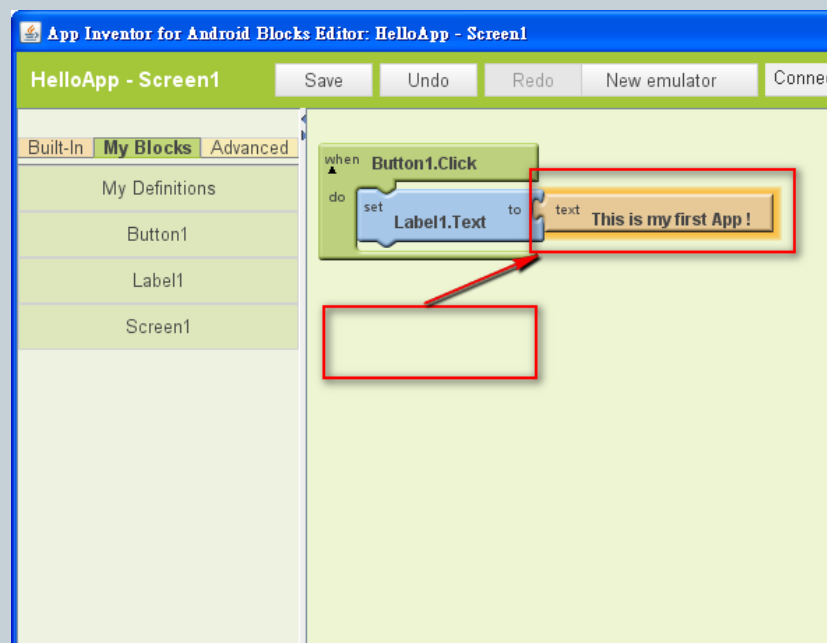 App Inventor for Android Blocks Editor: HelloApp - Screen1
HelloApp - Screen1 Save Undo Redo New emulator
Built-In My Blocks Advanced
My Definitions
Button1
Label1
Screen1
when Button1.Click
do set Label1.Text to text This is my first App !